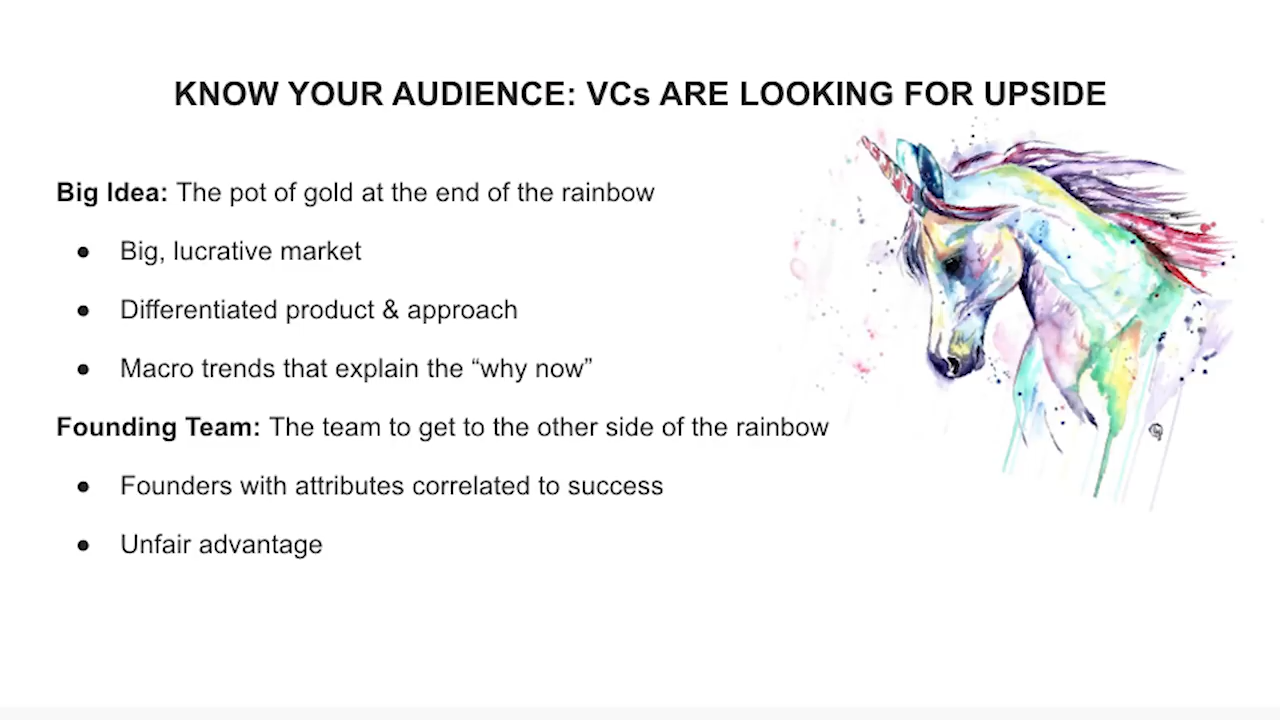 KNOW YOUR AUDIENCE: VCs ARE LOOKING FOR UPSIDE
Big Idea: The pot of gold at the end of the rainbow
● Big, lucrative market
● Differentiated product & approach
● Macro trends that explain the “why now”
Founding Team: The team to get to the other side of the rainbow
● Founders with attributes correlated to success
● Unfair advantage